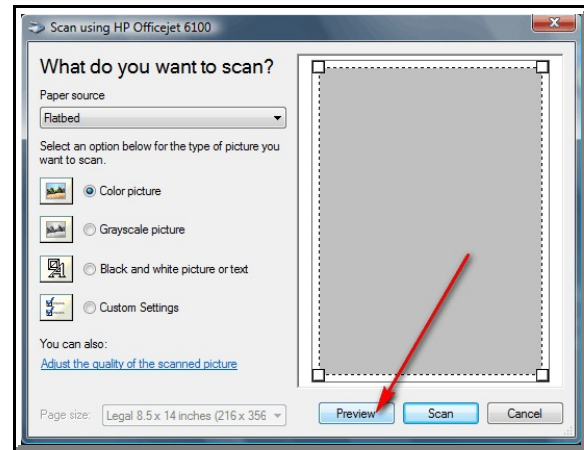 Scan using HP Officejet 6100
What do you want to scan?
Paper source
Flatbed
Select an option below for the type of picture you
want to scan.
Color picture
Grayscale picture
Black and white picture or text
Custom Settings
You can also:
Adjust the quality of the scanned picture
Page size: Legal 8.5 x 14 inches (216 x 356
Preview Scan Cancel